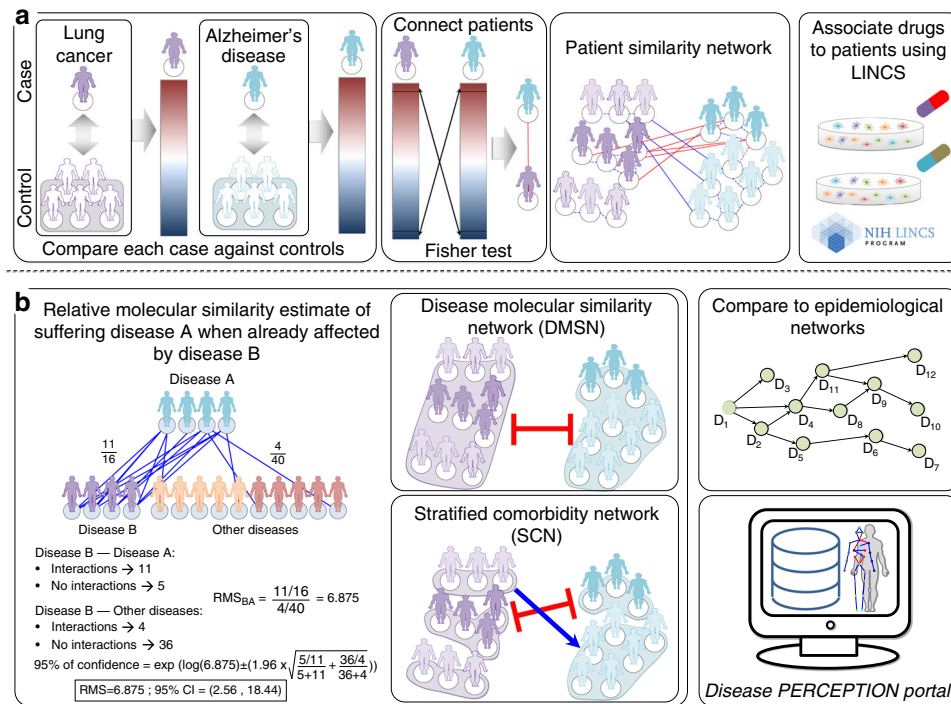 a
Lung
cancer
Alzheimer's
disease
Case
Control
Compare each case against controls
Connect patients
Fisher test
Patient similarity network
Associate drugs
to patients using
LINCS
NIH LINCS
PROGRAM
b
Relative molecular similarity estimate of
suffering disease A when already affected
by disease B
Disease A
11
16
4
40
Disease B
Other diseases
Disease B — Disease A:
• Interactions → 11
• No interactions → 5
Disease B — Other diseases:
• Interactions → 4
• No interactions → 36
RMS_BA = (11/16)/(4/40) = 6.875
95% of confidence = exp (log(6.875)±(1.96 x √(5/11/5+11 + 36/4/36+4)))
RMS=6.875 ; 95% CI = (2.56 , 18.44)
Disease molecular similarity
network (DMSN)
Stratified comorbidity network
(SCN)
Compare to epidemiological
networks
D1
D2
D3
D4
D5
D6
D7
D8
D9
D10
D11
D12
Disease PERCEPTION portal